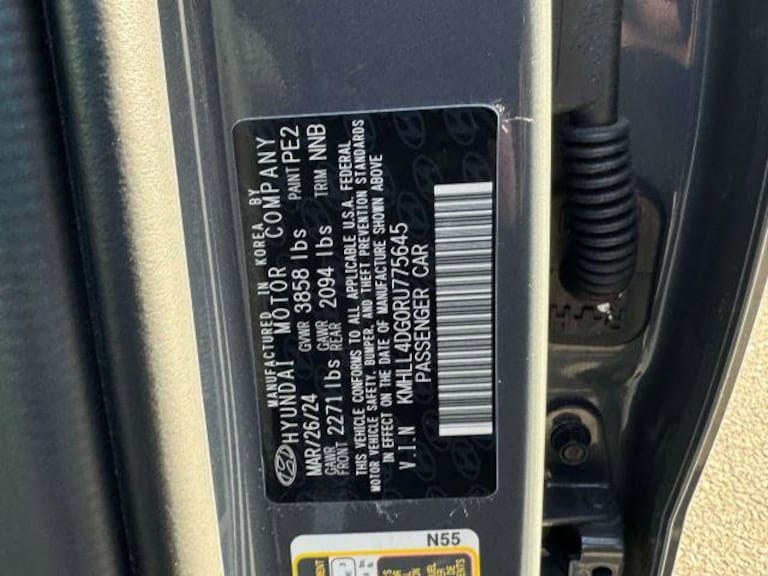 MANUFACTURED IN KOREA BY
HYUNDAI MOTOR COMPANY
MAR/26/24 GVWR 3858 lbs PAINT PE2
GAWR FRONT 2271 lbs GAWR REAR 2094 lbs TRIM NNB
THIS VEHICLE CONFORMS TO ALL APPLICABLE U.S.A. FEDERAL
MOTOR VEHICLE SAFETY, BUMPER, AND THEFT PREVENTION STANDARDS
IN EFFECT ON THE DATE OF MANUFACTURE SHOWN ABOVE
V.I.N KMHLL4DG0RU775645
PASSENGER CAR
N55